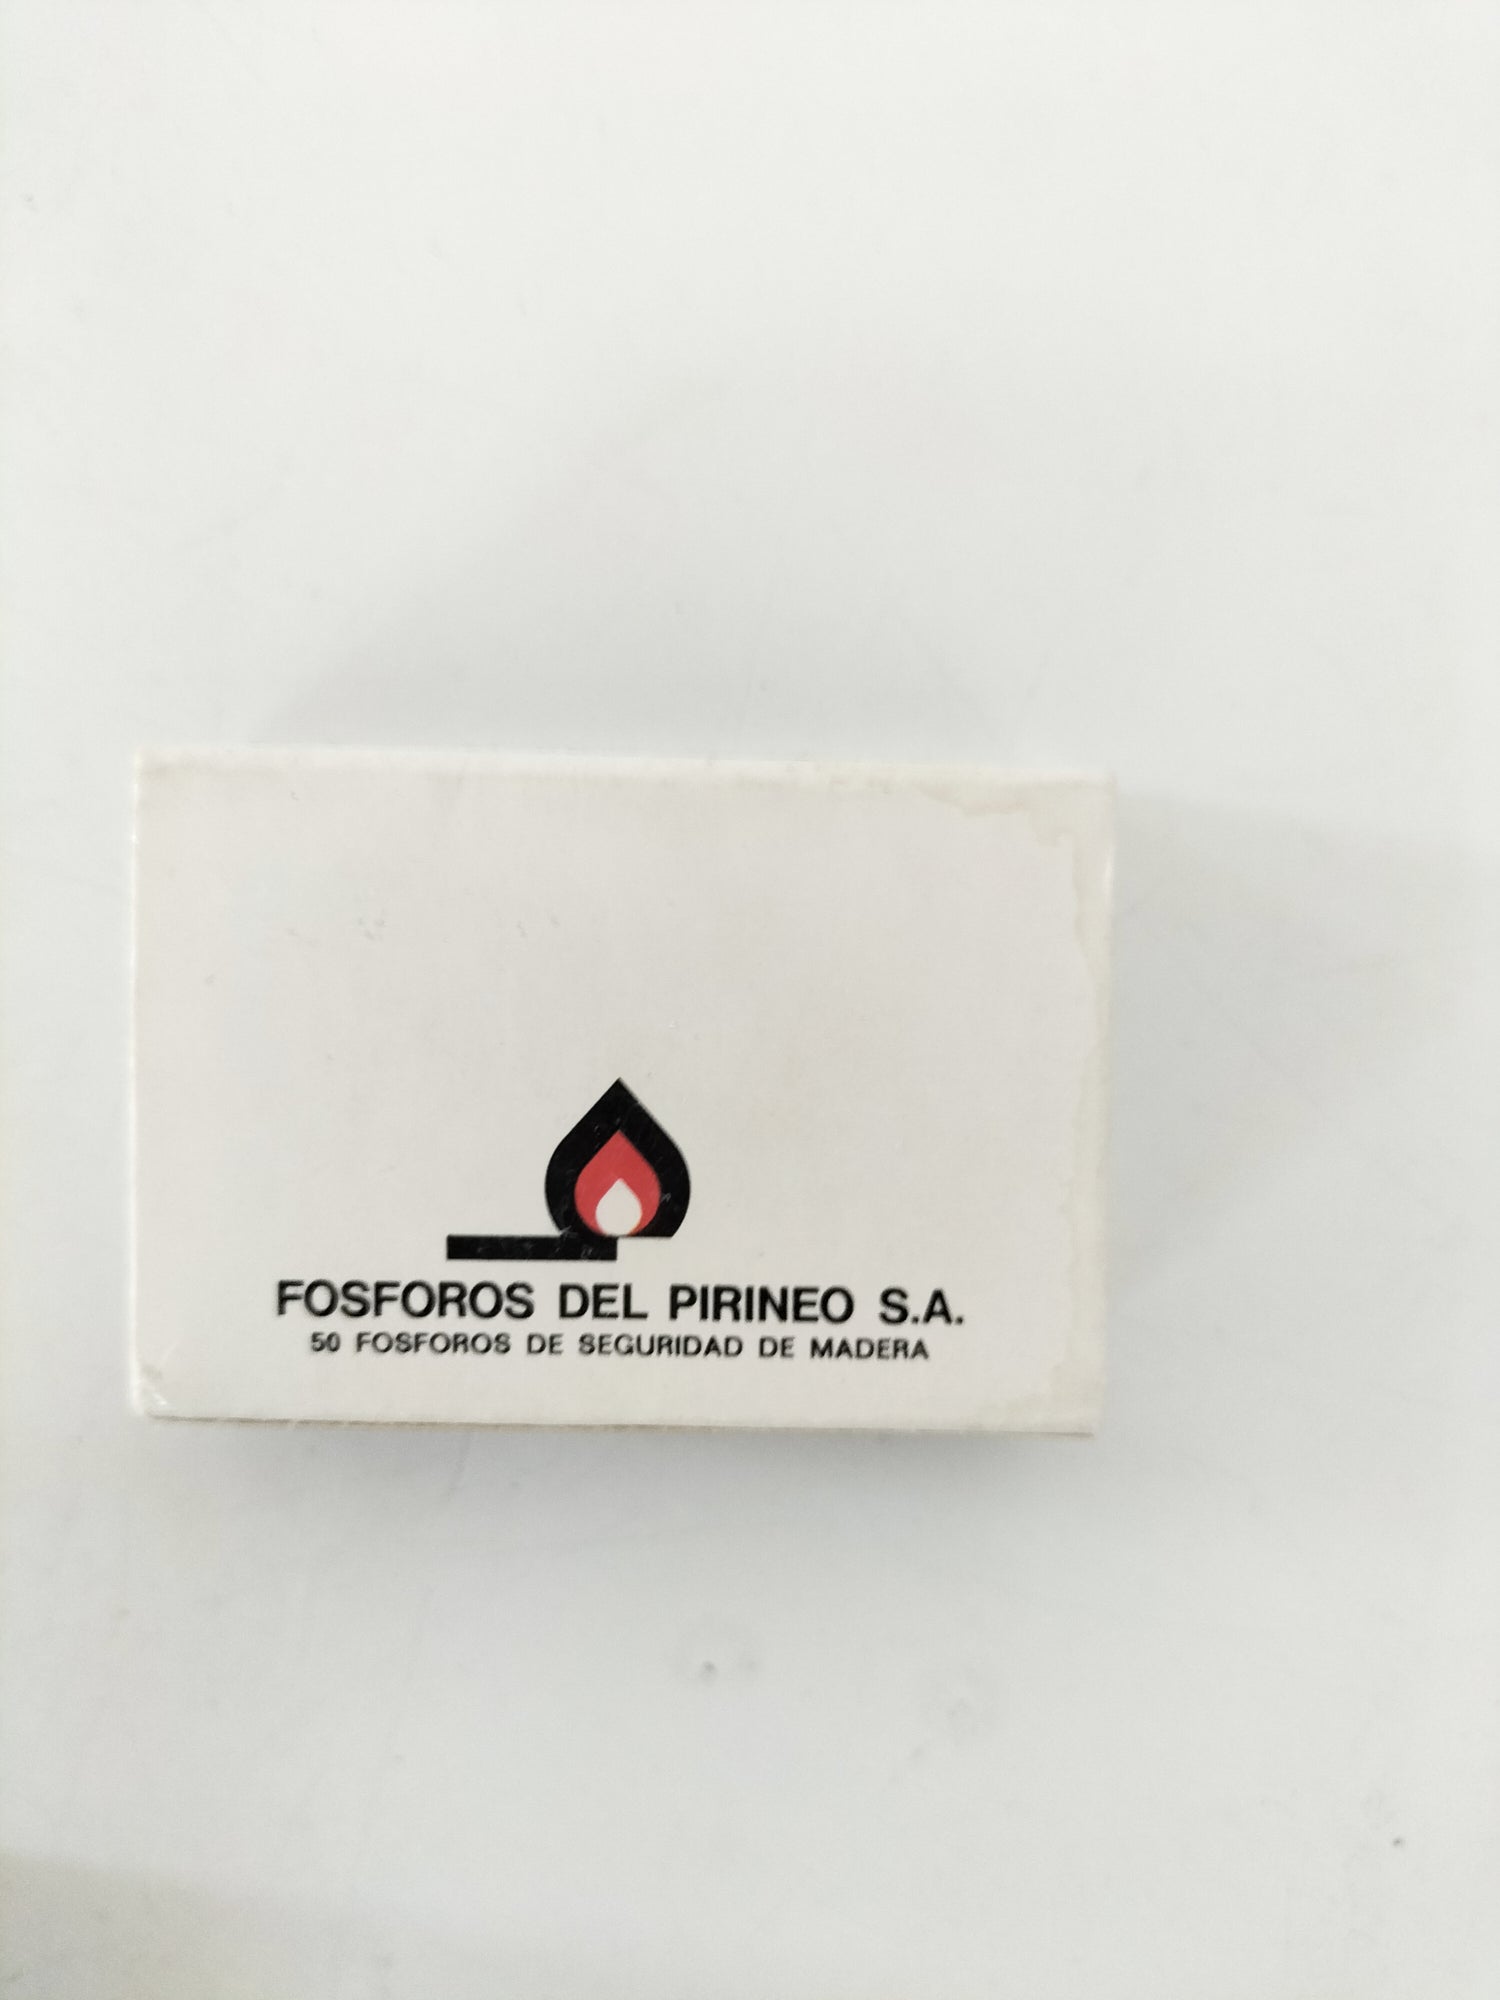 FOSFOROS DEL PIRINEO S.A.
50 FOSFOROS DE SEGURIDAD DE MADERA